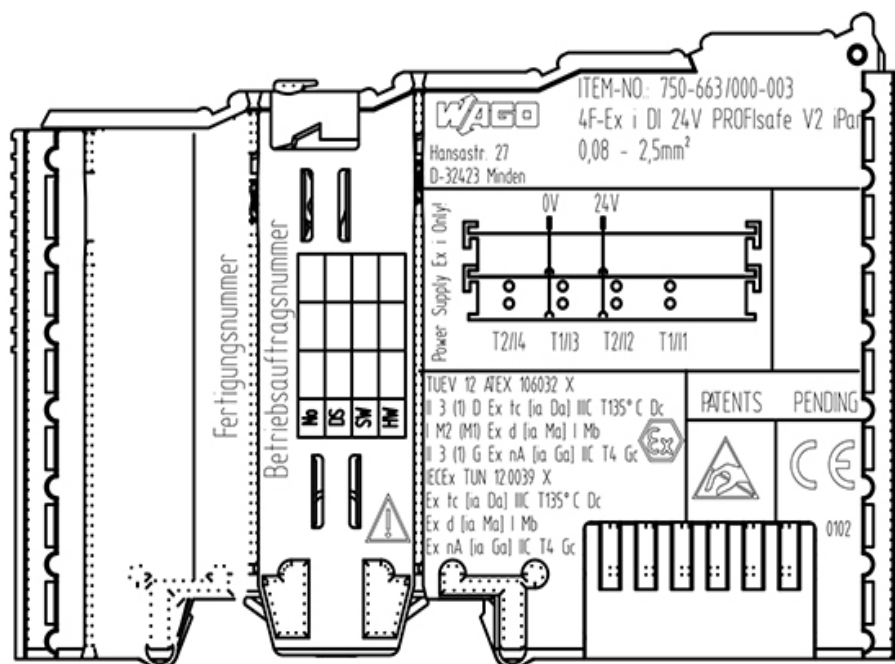 WAGO
ITEM-NO.: 750-663/000-003
4F-Ex i DI 24V PROFIsafe V2 iPar
0,08 - 2,5mm²
Hansastr. 27
D-32423 Minden
Power Supply Ex i Only!
0V 24V
T2/I4 T1/I3 T2/I2 T1/I1
Fertigungsnummer
Betriebsauftragsnummer
No
DS
SW
HW
TUEV 12 ATEX 106032 X
II 3 (1) D Ex tc [ia Da] IIIC T135°C Dc
I M2 (M1) Ex d [ia Ma] I Mb
II 3 (1) G Ex nA [ia Ga] IIC T4 Gc
IECEx TUN 12.0039 X
Ex tc [ia Da] IIIC T135°C Dc
Ex d [ia Ma] I Mb
Ex nA [ia Ga] IIC T4 Gc
Ex
PATENTS PENDING
CE
0102